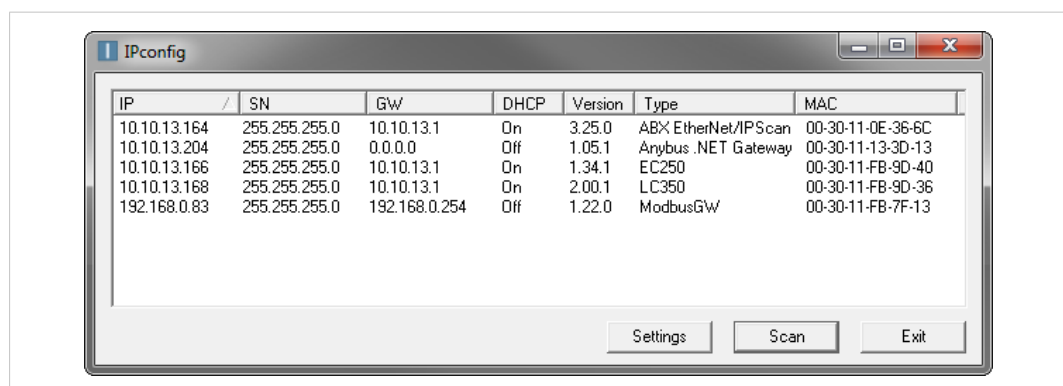 IPconfig
IP / SN GW DHCP Version Type MAC
10.10.13.164 255.255.255.0 10.10.13.1 On 3.25.0 ABX EtherNet/IPScan 00-30-11-0E-36-6C
10.10.13.204 255.255.255.0 0.0.0.0 Off 1.05.1 Anybus .NET Gateway 00-30-11-13-3D-13
10.10.13.166 255.255.255.0 10.10.13.1 On 1.34.1 EC250 00-30-11-FB-9D-40
10.10.13.168 255.255.255.0 10.10.13.1 On 2.00.1 LC350 00-30-11-FB-9D-36
192.168.0.83 255.255.255.0 192.168.0.254 Off 1.22.0 ModbusGW 00-30-11-FB-7F-13
Settings Scan Exit